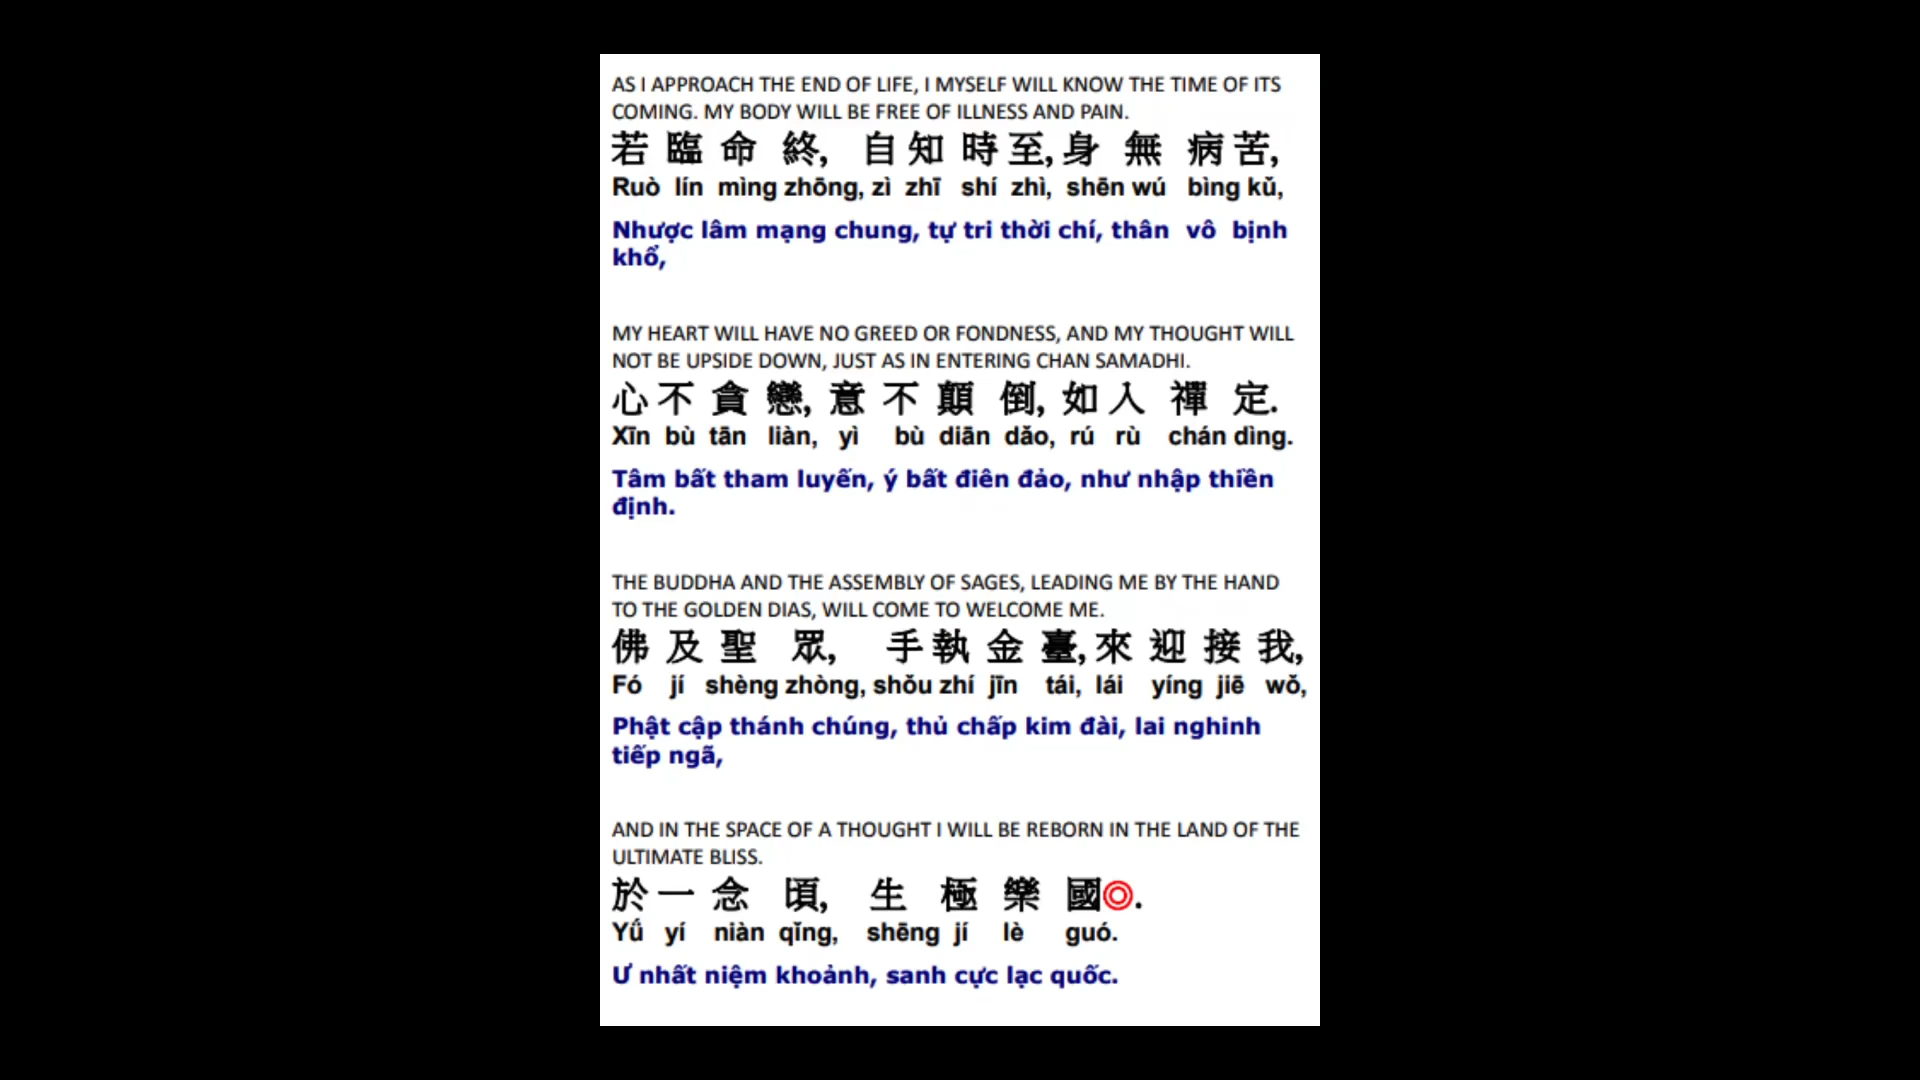 AS I APPROACH THE END OF LIFE, I MYSELF WILL KNOW THE TIME OF ITS
COMING. MY BODY WILL BE FREE OF ILLNESS AND PAIN.
若 臨 命 終, 自 知 時 至, 身 無 病 苦,
Ruò lín mìng zhōng, zì zhī shí zhì, shēn wú bìng kǔ,
Nhược lâm mạng chung, tự tri thời chí, thân vô bịnh
khổ,
MY HEART WILL HAVE NO GREED OR FONDNESS, AND MY THOUGHT WILL
NOT BE UPSIDE DOWN, JUST AS IN ENTERING CHAN SAMADHI.
心 不 貪 戀, 意 不 顛 倒, 如 入 禪 定.
Xīn bù tān liàn, yì bù diān dǎo, rú rù chán dìng.
Tâm bất tham luyến, ý bất điên đảo, như nhập thiền
định.
THE BUDDHA AND THE ASSEMBLY OF SAGES, LEADING ME BY THE HAND
TO THE GOLDEN DIAS, WILL COME TO WELCOME ME.
佛 及 聖 眾, 手 執 金 臺, 來 迎 接 我,
Fó jí shèng zhòng, shǒu zhí jīn tái, lái yíng jiē wǒ,
Phật cập thánh chúng, thủ chấp kim đài, lai nghinh
tiếp ngã,
AND IN THE SPACE OF A THOUGHT I WILL BE REBORN IN THE LAND OF THE
ULTIMATE BLISS.
於 一 念 頃, 生 極 樂 國◎.
Yǘ yí niàn qǐng, shēng jí lè guó.
Ư nhất niệm khoảnh, sanh cực lạc quốc.